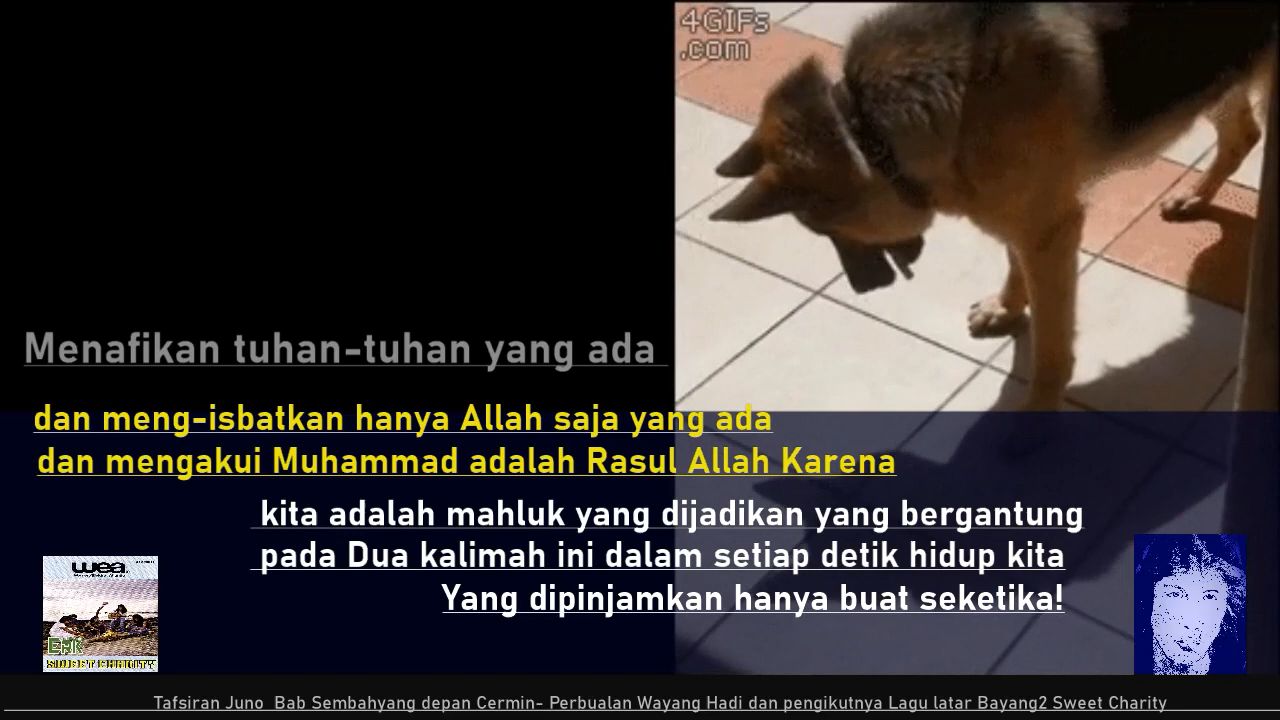 4GIFs
.com
Menafikan tuhan-tuhan yang ada
dan meng-isbatkan hanya Allah saja yang ada
dan mengakui Muhammad adalah Rasul Allah Karena
kita adalah mahluk yang dijadikan yang bergantung
pada Dua kalimah ini dalam setiap detik hidup kita
Yang dipinjamkan hanya buat seketika!
wea
SWEET CHARITY
Tafsiran Juno Bab Sembahyang depan Cermin- Perbualan Wayang Hadi dan pengikutnya Lagu latar Bayang2 Sweet Charity